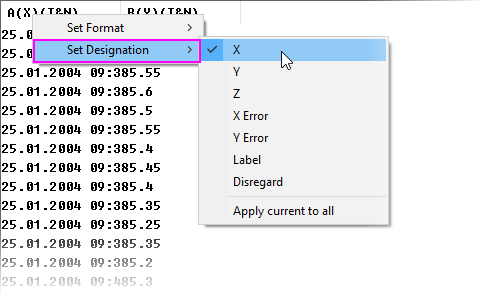 A(X)(T&N) B(Y)(T&N)
Set Format
Set Designation
X
Y
Z
X Error
Y Error
Label
Disregard
Apply current to all
25.0
25.0
25.01.2004 09:385.55
25.01.2004 09:385.6
25.01.2004 09:385.5
25.01.2004 09:385.55
25.01.2004 09:385.4
25.01.2004 09:385.45
25.01.2004 09:385.4
25.01.2004 09:385.35
25.01.2004 09:385.25
25.01.2004 09:385.35
25.01.2004 09:385.2
25.01.2004 09:385.3